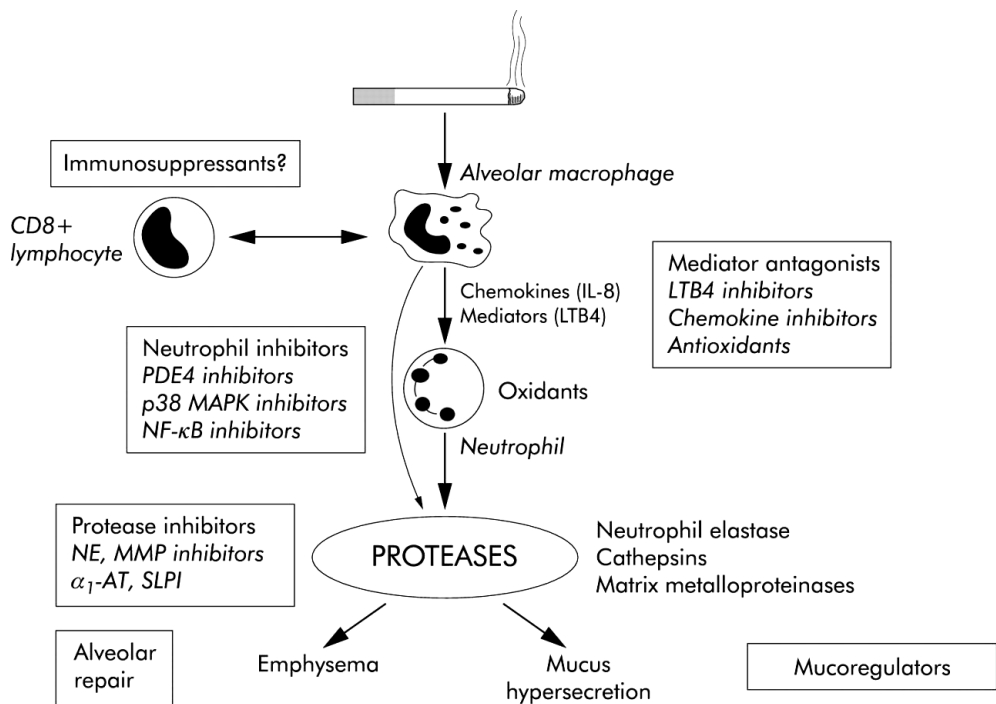 Immunosuppressants?
Alveolar macrophage
CD8+
lymphocyte
Chemokines (IL-8)
Mediators (LTB4)
Mediator antagonists
LTB4 inhibitors
Chemokine inhibitors
Antioxidants
Neutrophil inhibitors
PDE4 inhibitors
p38 MAPK inhibitors
NF-κB inhibitors
Oxidants
Neutrophil
Protease inhibitors
NE, MMP inhibitors
α1-AT, SLPI
PROTEASES
Neutrophil elastase
Cathepsins
Matrix metalloproteinases
Alveolar
repair
Emphysema
Mucus
hypersecretion
Mucoregulators